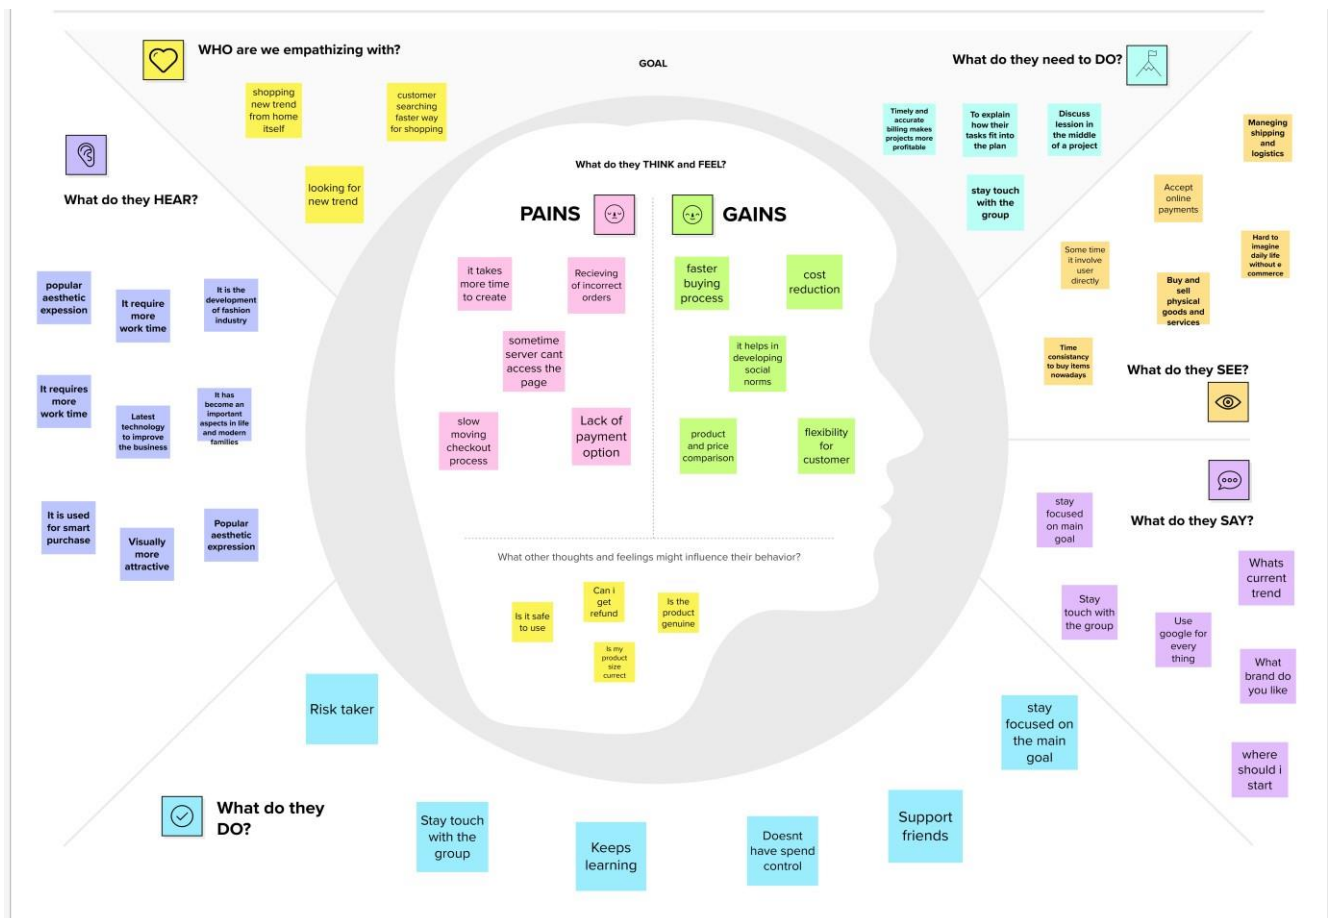 WHO are we empathizing with?
shopping
new trend
from home
itself
customer
searching
faster way
for shopping
looking for
new trend
GOAL
What do they need to DO?
Timely and
accurate
billing makes
projects more
profitable
To explain
how their
tasks fit into
the plan
Discuss
lession in
the middle
of a project
stay touch
with the
group
What do they HEAR?
popular
aesthetic
expession
It require
more
work time
It is the
development
of fashion
industry
It requires
more
work time
Latest
technology
to improve
the business
It has
become an
important
aspects in life
and modern
families
It is used
for smart
purchase
Visually
more
attractive
Popular
aesthetic
expression
What do they THINK and FEEL?
PAINS
it takes
more time
to create
Recieving
of incorrect
orders
sometime
server cant
access the
page
slow
moving
checkout
process
Lack of
payment
option
GAINS
faster
buying
process
cost
reduction
it helps in
developing
social
norms
product
and price
comparison
flexibility
for
customer
What other thoughts and feelings might influence their behavior?
Is it safe
to use
Can i
get
refund
Is the
product
genuine
Is my
product
size
currect
Maneging
shipping
and
logistics
Accept
online
payments
Some time
it involve
user
directly
Hard to
imagine
daily life
without e
commerce
Buy and
sell
physical
goods and
services
Time
consistancy
to buy items
nowadays
What do they SEE?
What do they SAY?
stay
focused
on main
goal
Whats
current
trend
Stay
touch with
the group
Use
google for
every
thing
What
brand do
you like
where
should i
start
What do they
DO?
Risk taker
Stay touch
with the
group
Keeps
learning
Doesnt
have spend
control
Support
friends
stay
focused on
the main
goal